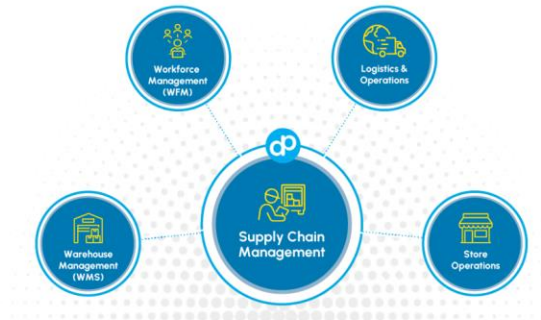 Workforce
Management
(WFM)
Logistics &
Operations
dp
Supply Chain
Management
Warehouse
Management
(WMS)
Store
Operations